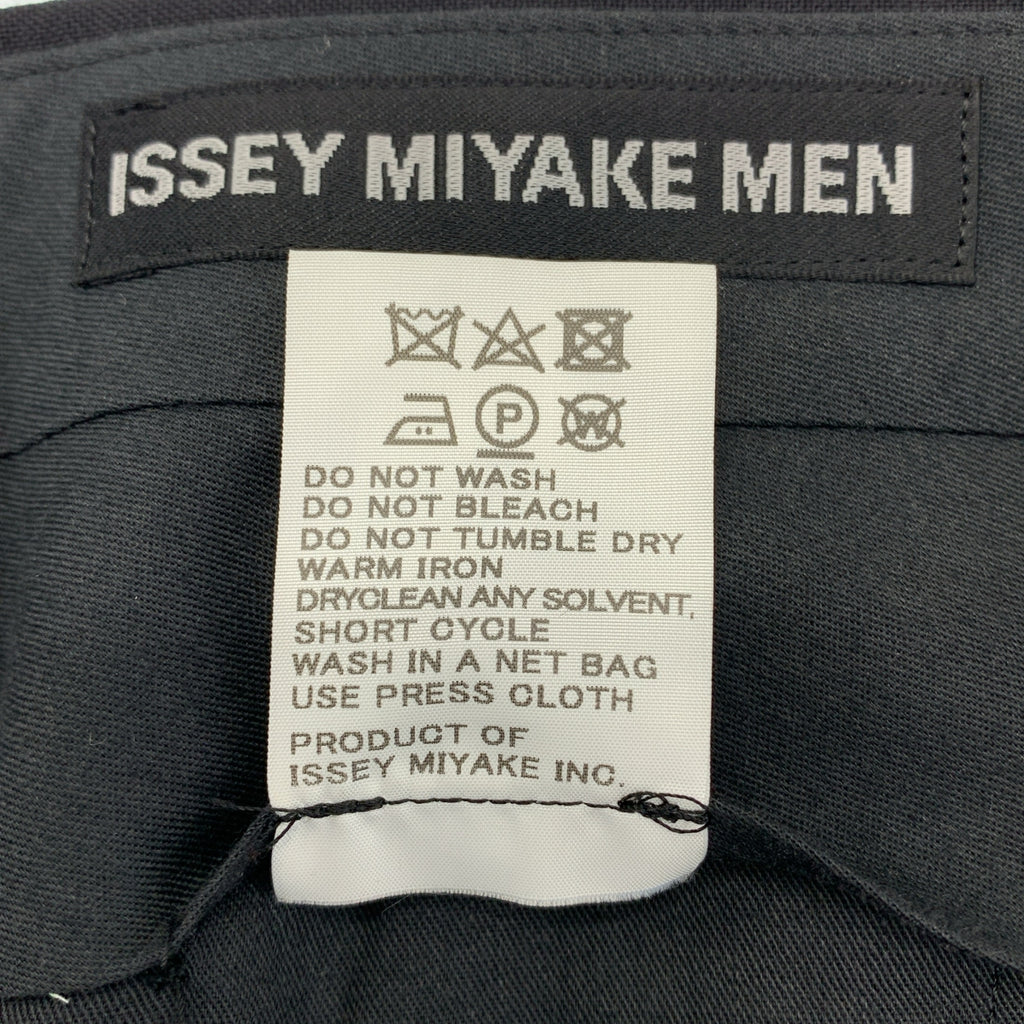 ISSEY MIYAKE MEN
P W
DO NOT WASH
DO NOT BLEACH
DO NOT TUMBLE DRY
WARM IRON
DRYCLEAN ANY SOLVENT,
SHORT CYCLE
WASH IN A NET BAG
USE PRESS CLOTH
PRODUCT OF
ISSEY MIYAKE INC.